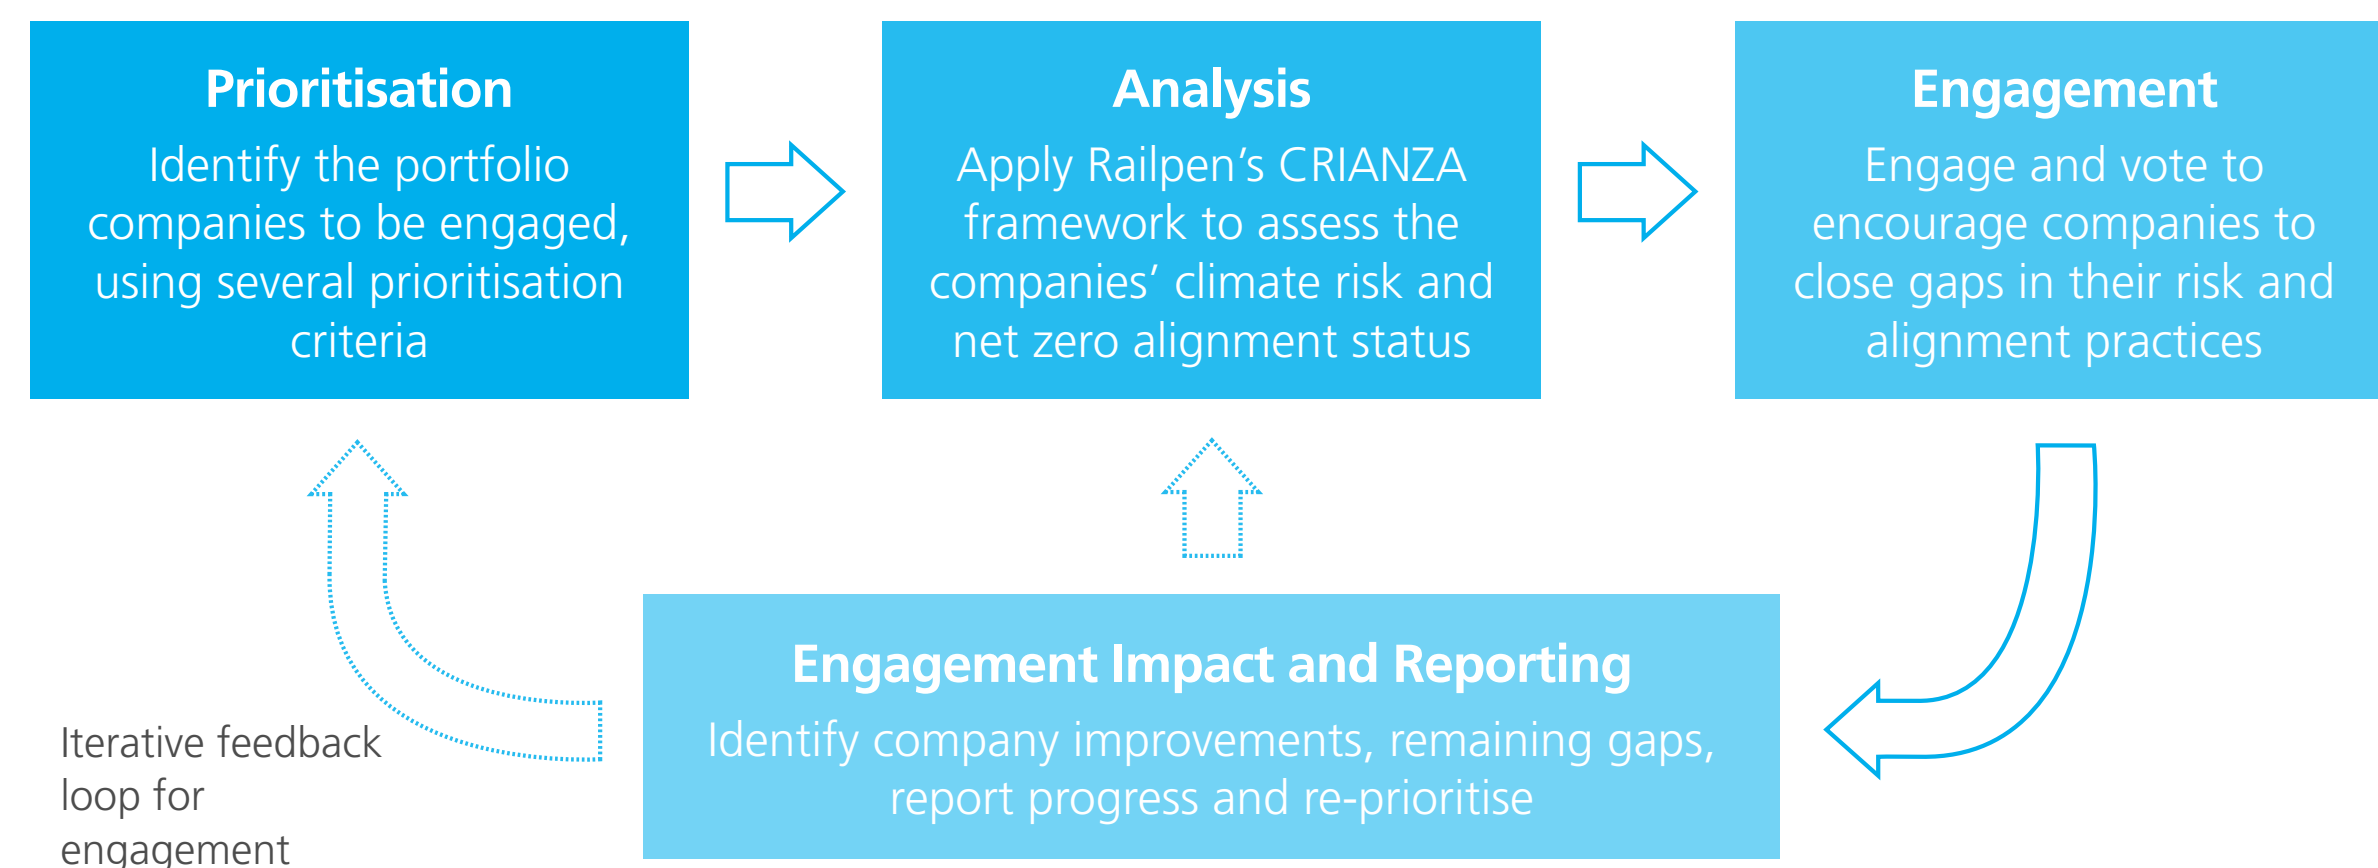 Prioritisation
Identify the portfolio
companies to be engaged,
using several prioritisation
criteria
Analysis
Apply Railpen’s CRIANZA
framework to assess the
companies’ climate risk and
net zero alignment status
Engagement
Engage and vote to
encourage companies to
close gaps in their risk and
alignment practices
Engagement Impact and Reporting
Identify company improvements, remaining gaps,
report progress and re-prioritise
Iterative feedback
loop for
engagement